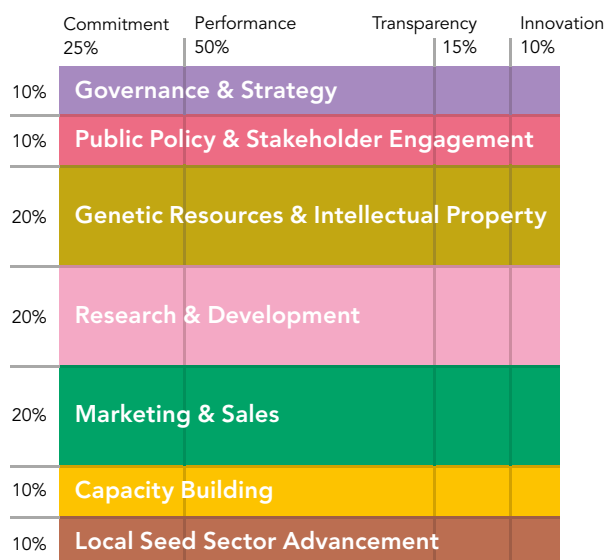 Commitment Performance Transparency Innovation
25% 50% 15% 10%
10% Governance & Strategy
10% Public Policy & Stakeholder Engagement
20% Genetic Resources & Intellectual Property
20% Research & Development
20% Marketing & Sales
10% Capacity Building
10% Local Seed Sector Advancement